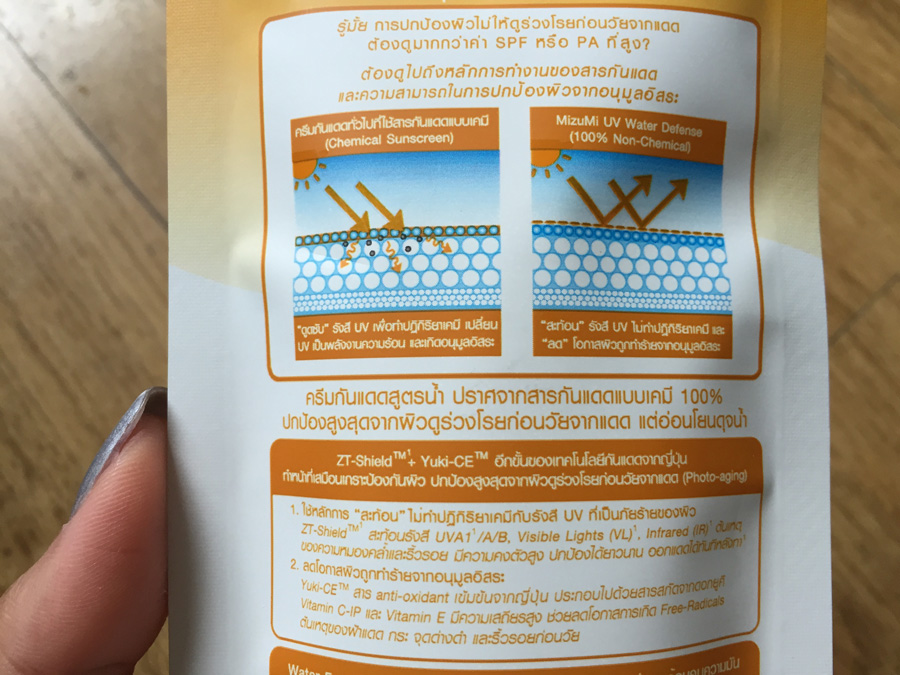 รู้มั้ย การปกป้องผิวไม่ให้ดูร่วงโรยก่อนวัยจากแดด
ต้องดูมากกว่าค่า SPF หรือ PA ที่สูง?
ต้องดูไปถึงหลักการทำงานของสารกันแดด
และความสามารถในการปกป้องผิวจากอนุมูลอิสระ
ครีมกันแดดทั่วไปที่ใช้สารกันแดดแบบเคมี
(Chemical Sunscreen)
"ดูดซับ" รังสี UV เพื่อทำปฏิกิริยาเคมี เปลี่ยน
UV เป็นพลังงานความร้อน และเกิดอนุมูลอิสระ
MizuMi UV Water Defense
(100% Non-Chemical)
"สะท้อน" รังสี UV ไม่ทำปฏิกิริยาเคมี และ
"ลด" โอกาสผิวถูกทำร้ายจากอนุมูลอิสระ
ครีมกันแดดสูตรน้ำ ปราศจากสารกันแดดแบบเคมี 100%
ปกป้องสูงสุดจากผิวดูร่วงโรยก่อนวัยจากแดด แต่อ่อนโยนดุจน้ำ
ZT-Shield™¹+ Yuki-CE™ อีกขั้นของเทคโนโลยีกันแดดจากญี่ปุ่น
ทำหน้าที่เสมือนเกราะป้องกันผิว ปกป้องสูงสุดจากผิวดูร่วงโรยก่อนวัยจากแดด (Photo-aging)
1. ใช้หลักการ "สะท้อน" ไม่ทำปฏิกิริยาเคมีกับรังสี UV ที่เป็นภัยร้ายของผิว
ZT-Shield™¹ สะท้อนรังสี UVA1¹/A/B, Visible Lights (VL)¹, Infrared (IR)¹ ต้นเหตุ
ของความหมองคล้ำและริ้วรอย มีความคงตัวสูง ปกป้องได้ยาวนาน ออกแดดได้ทันทีหลังทา¹
2. ลดโอกาสผิวถูกทำร้ายจากอนุมูลอิสระ
Yuki-CE™ สาร anti-oxidant เข้มข้นจากญี่ปุ่น ประกอบไปด้วยสารสกัดจากดอกยูคิ
Vitamin C-IP และ Vitamin E มีความเสถียรสูง ช่วยลดโอกาสการเกิด Free-Radicals
ต้นเหตุของฝ้าแดด กระ จุดด่างดำ และริ้วรอยก่อนวัย
Water